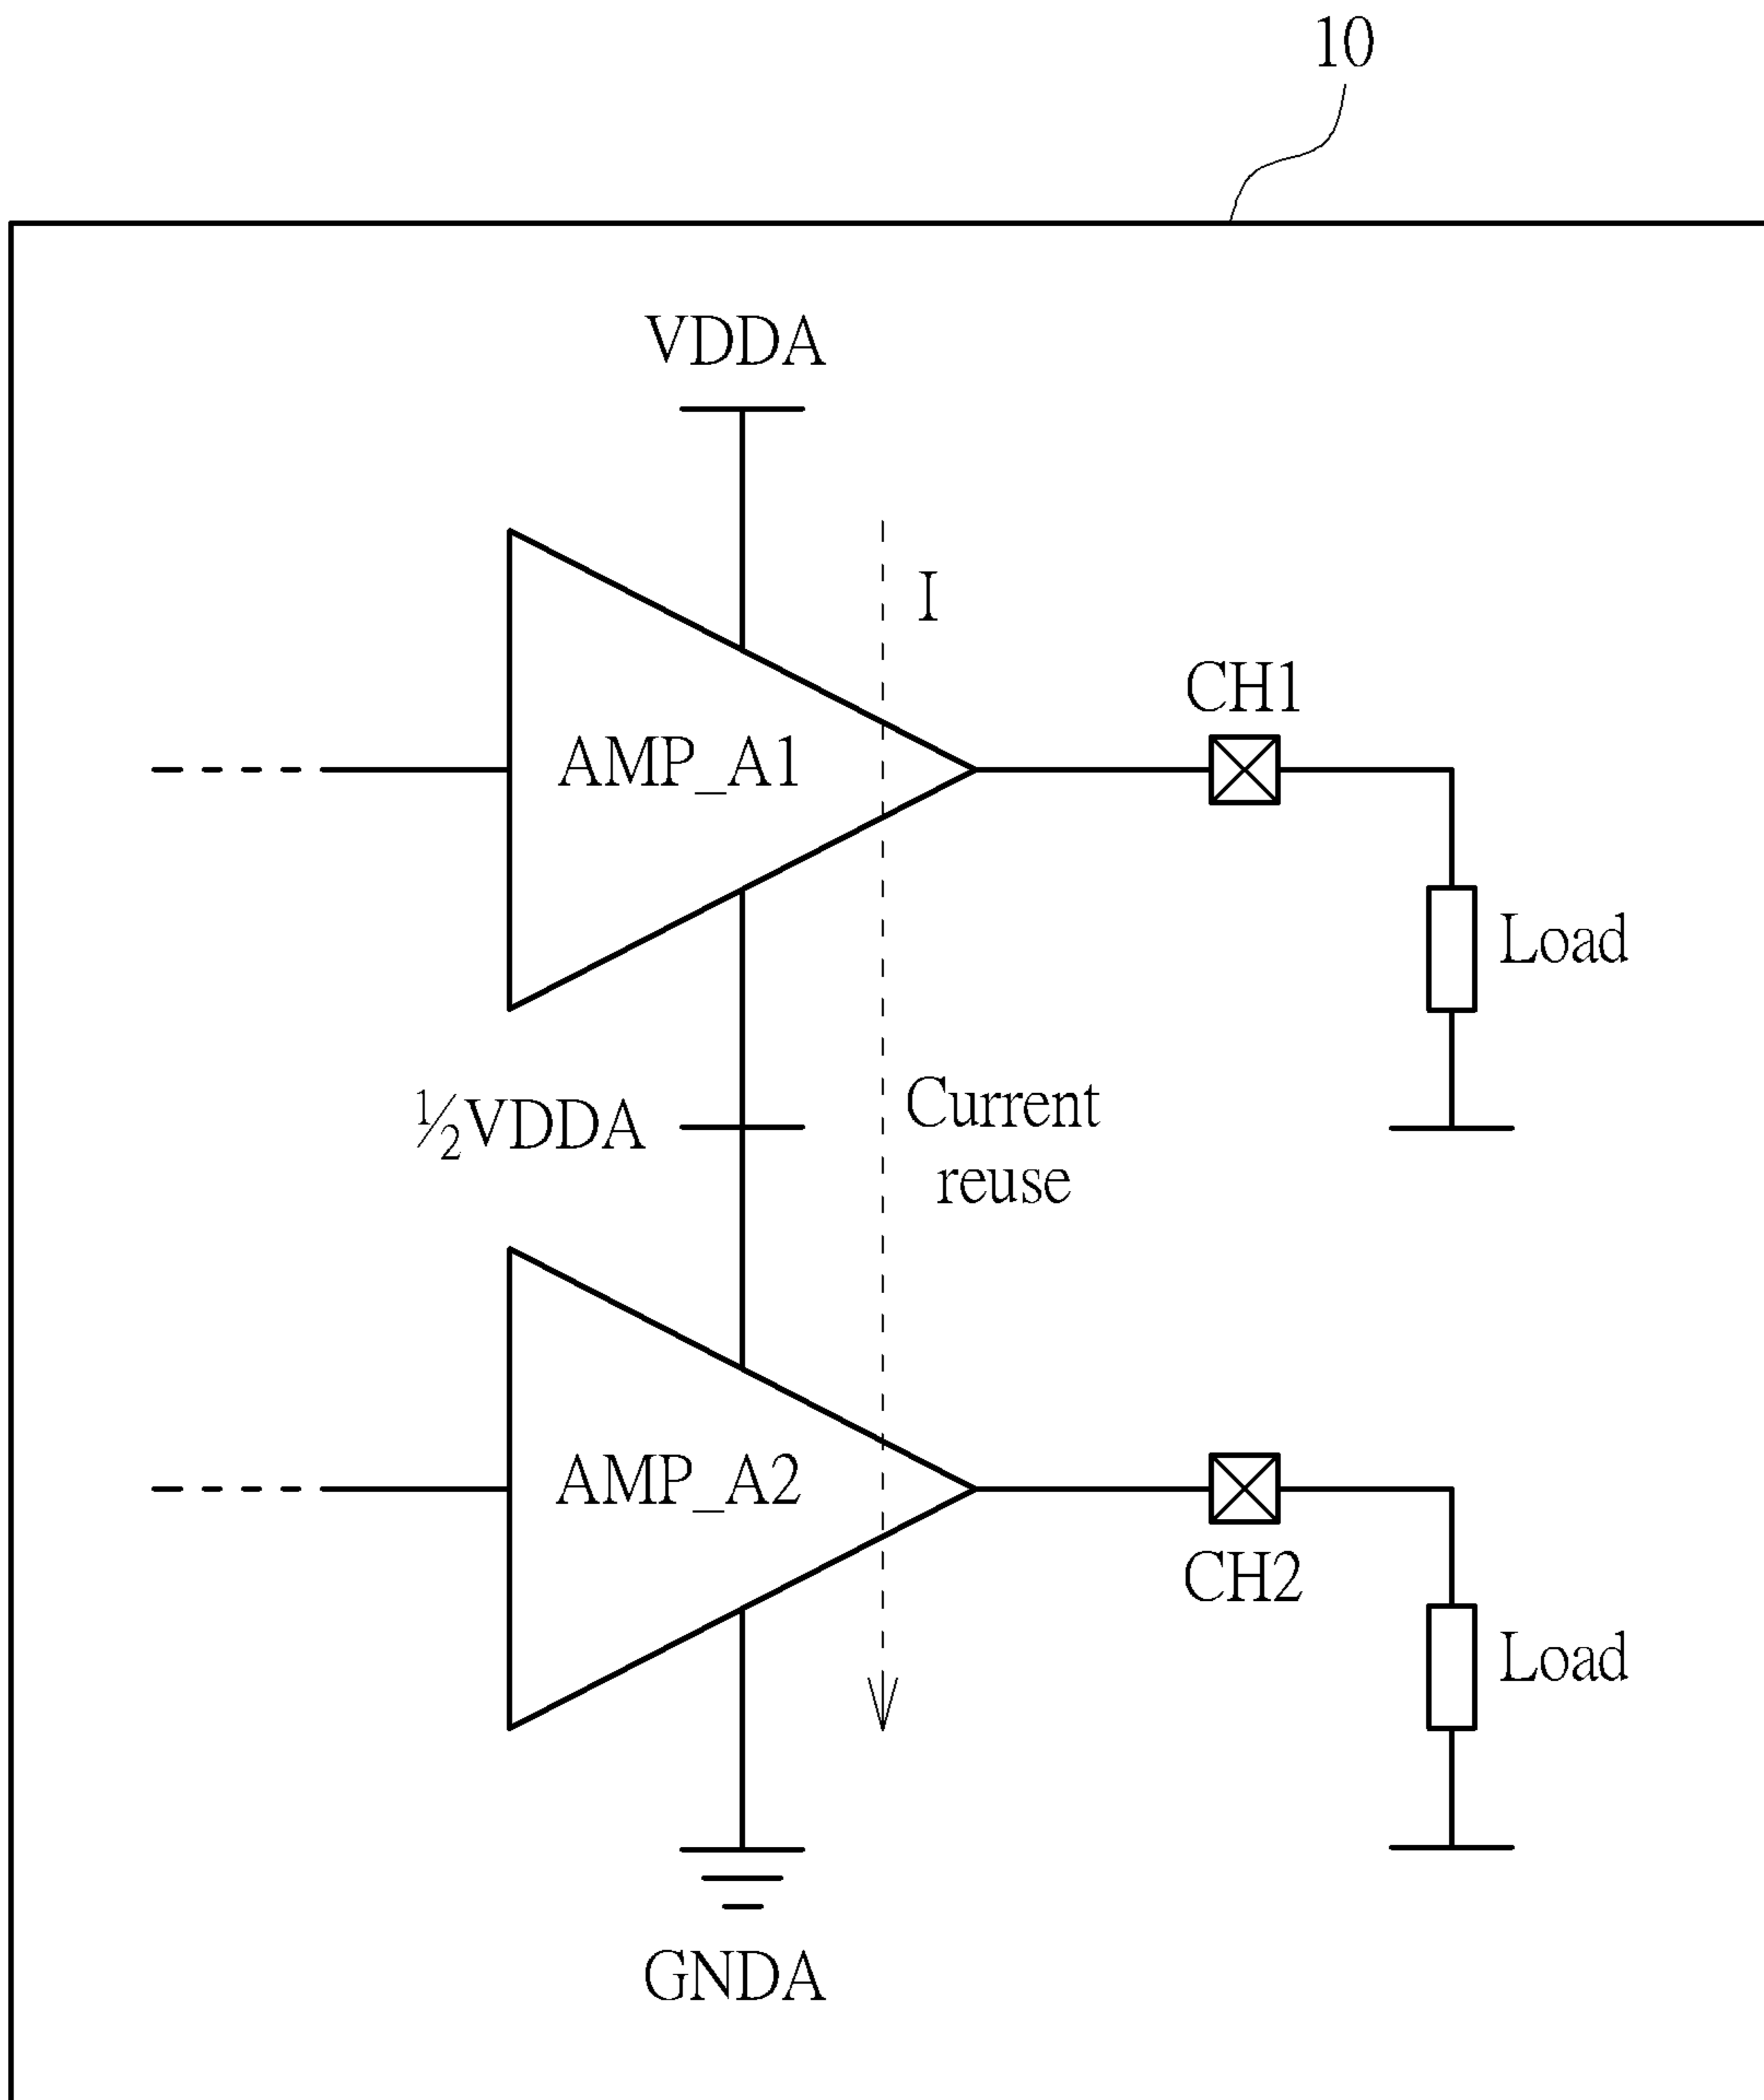 10
VDDA
I
CH1
AMP_A1
Load
½VDDA
Current
reuse
AMP_A2
CH2
Load
GNDA